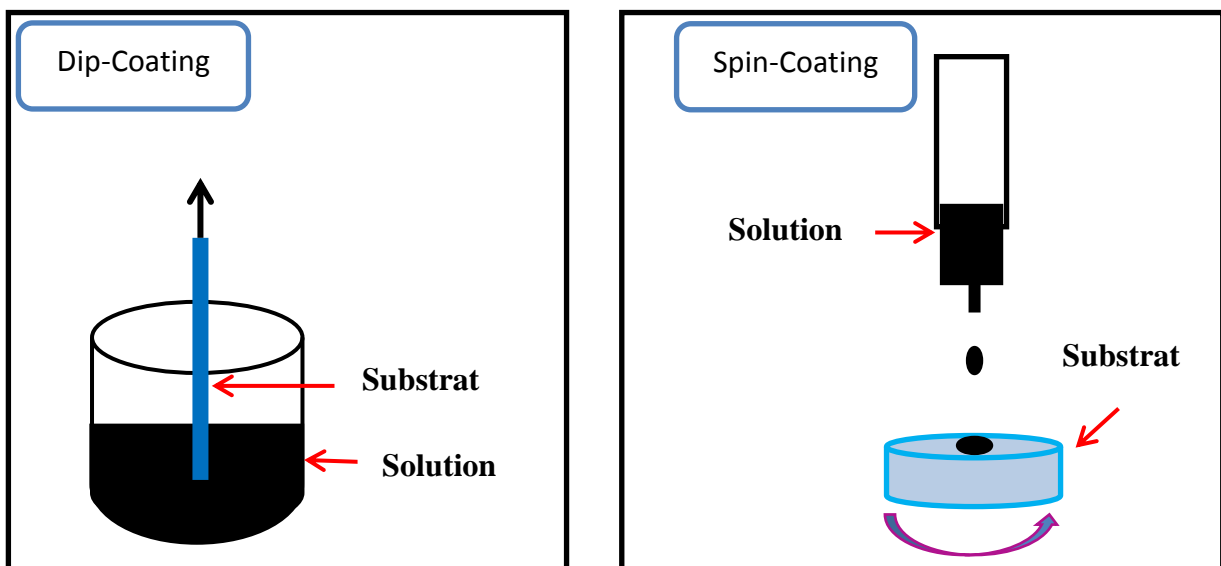 Dip-Coating
Substrat
Solution
Spin-Coating
Solution
Substrat